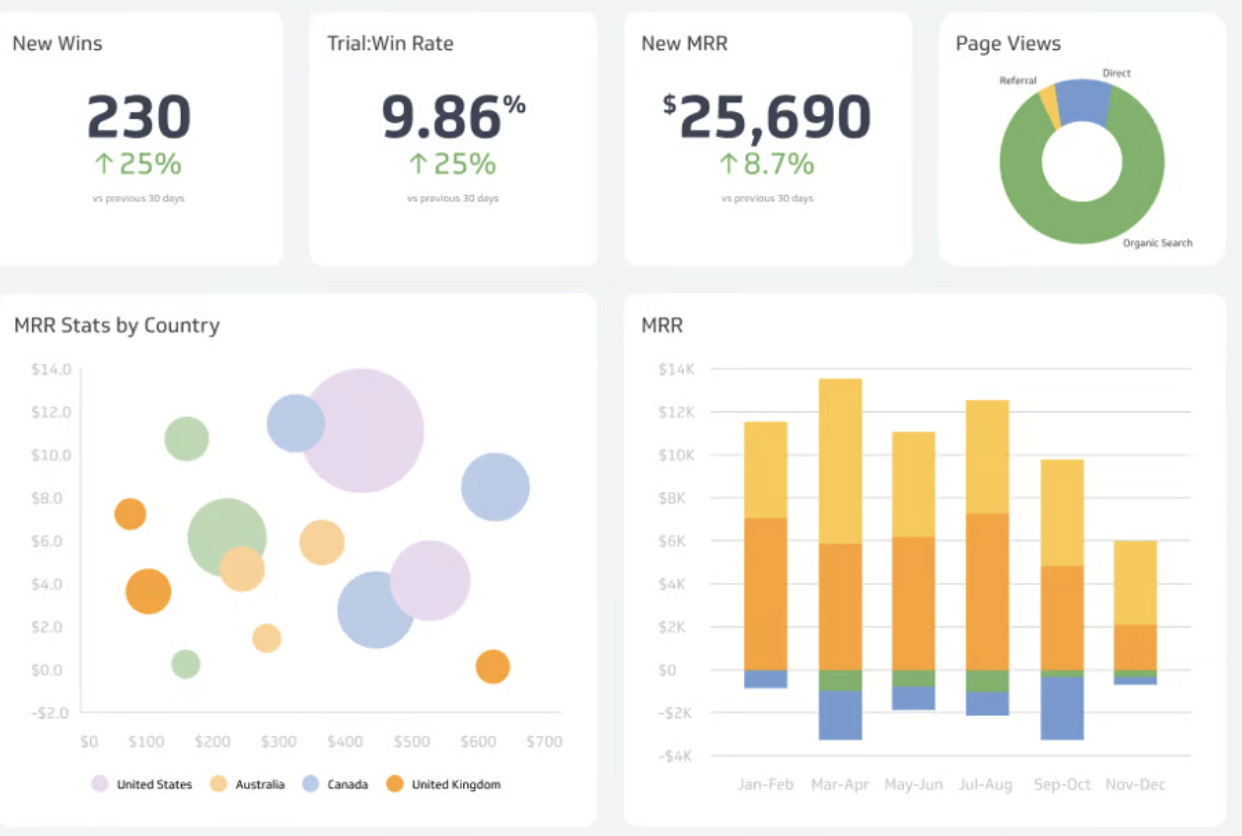 New Wins
230
↑25%
vs previous 30 days
Trial:Win Rate
9.86%
↑25%
vs previous 30 days
New MRR
$25,690
↑8.7%
vs previous 30 days
Page Views
Referral
Direct
Organic Search
MRR Stats by Country
$14.0
$12.0
$10.0
$8.0
$6.0
$4.0
$2.0
$0.0
-$2.0
$0 $100 $200 $300 $400 $500 $600 $700
United States Australia Canada United Kingdom
MRR
$14K
$12K
$10K
$8K
$6K
$4K
$2K
$0
-$2K
-$4K
Jan-Feb Mar-Apr May-Jun Jul-Aug Sep-Oct Nov-Dec